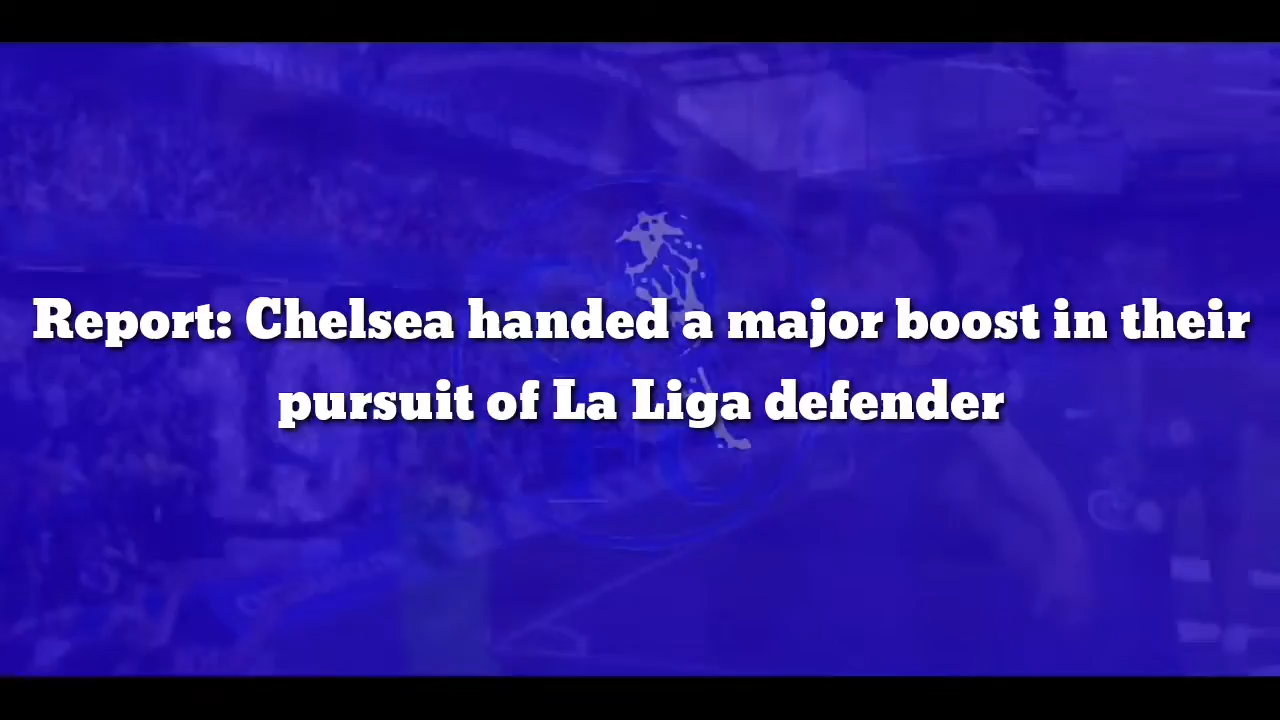 Report: Chelsea handed a major boost in their
pursuit of La Liga defender